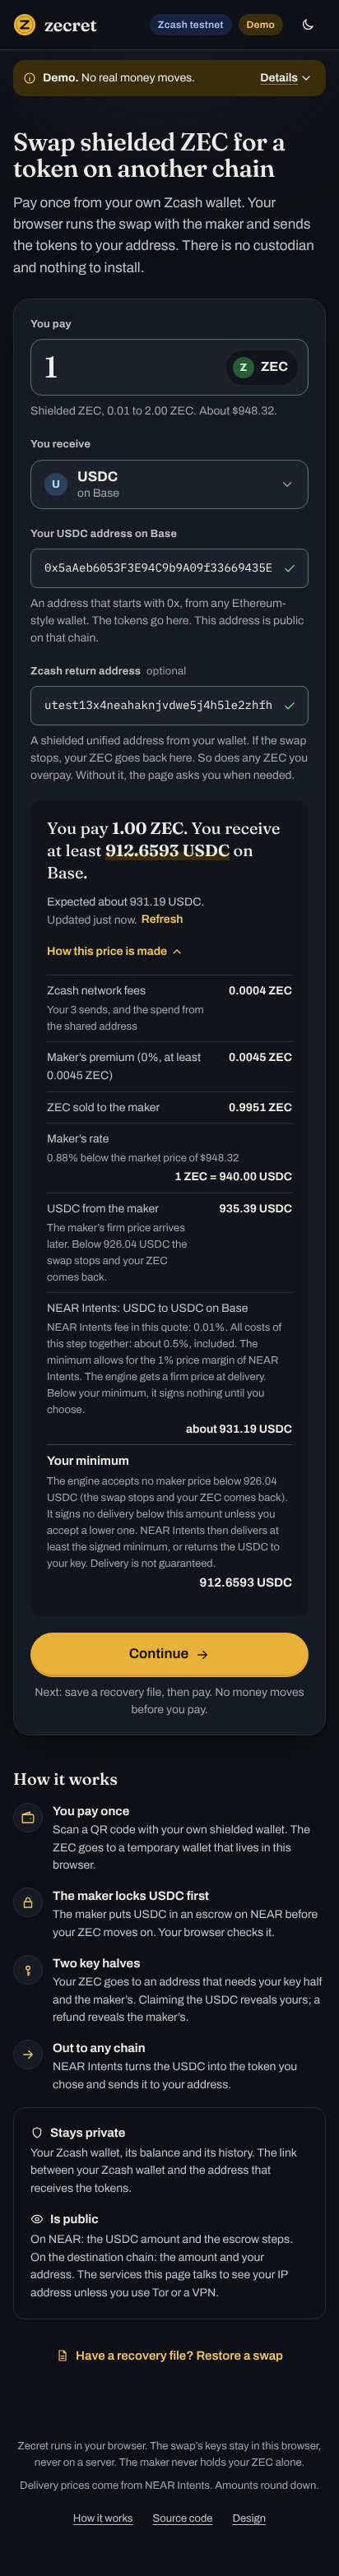 zecret
Zcash testnet
Demo
Demo. No real money moves.
Details
Swap shielded ZEC for a
token on another chain
Pay once from your own Zcash wallet. Your
browser runs the swap with the maker and sends
the tokens to your address. There is no custodian
and nothing to install.
You pay
1
Z ZEC
Shielded ZEC, 0.01 to 2.00 ZEC. About $948.32.
You receive
U
USDC
on Base
Your USDC address on Base
0x5aAeb6053F3E94C9b9A09f33669435E
An address that starts with 0x, from any Ethereum-
style wallet. The tokens go here. This address is public
on that chain.
Zcash return address optional
utest13x4neahaknjvdwe5j4h5le2zhfh
A shielded unified address from your wallet. If the swap
stops, your ZEC goes back here. So does any ZEC you
overpay. Without it, the page asks you when needed.
You pay 1.00 ZEC. You receive
at least 912.6593 USDC on
Base.
Expected about 931.19 USDC.
Updated just now. Refresh
How this price is made
Zcash network fees 0.0004 ZEC
Your 3 sends, and the spend from
the shared address
Maker's premium (0%, at least 0.0045 ZEC
0.0045 ZEC)
ZEC sold to the maker 0.9951 ZEC
Maker's rate
0.88% below the market price of $948.32
1 ZEC = 940.00 USDC
USDC from the maker 935.39 USDC
The maker's firm price arrives
later. Below 926.04 USDC the
swap stops and your ZEC
comes back.
NEAR Intents: USDC to USDC on Base
NEAR Intents fee in this quote: 0.01%. All costs of
this step together: about 0.5%, included. The
minimum allows for the 1% price margin of NEAR
Intents. The engine gets a firm price at delivery.
Below your minimum, it signs nothing until you
choose.
about 931.19 USDC
Your minimum
The engine accepts no maker price below 926.04
USDC (the swap stops and your ZEC comes back).
It signs no delivery below this amount unless you
accept a lower one. NEAR Intents then delivers at
least the signed minimum, or returns the USDC to
your key. Delivery is not guaranteed.
912.6593 USDC
Continue →
Next: save a recovery file, then pay. No money moves
before you pay.
How it works
You pay once
Scan a QR code with your own shielded wallet. The
ZEC goes to a temporary wallet that lives in this
browser.
The maker locks USDC first
The maker puts USDC in an escrow on NEAR before
your ZEC moves on. Your browser checks it.
Two key halves
Your ZEC goes to an address that needs your key half
and the maker's. Claiming the USDC reveals yours; a
refund reveals the maker's.
Out to any chain
NEAR Intents turns the USDC into the token you
chose and sends it to your address.
Stays private
Your Zcash wallet, its balance and its history. The link
between your Zcash wallet and the address that
receives the tokens.
Is public
On NEAR: the USDC amount and the escrow steps.
On the destination chain: the amount and your
address. The services this page talks to see your IP
address unless you use Tor or a VPN.
Have a recovery file? Restore a swap
Zecret runs in your browser. The swap's keys stay in this browser,
never on a server. The maker never holds your ZEC alone.
Delivery prices come from NEAR Intents. Amounts round down.
How it works Source code Design